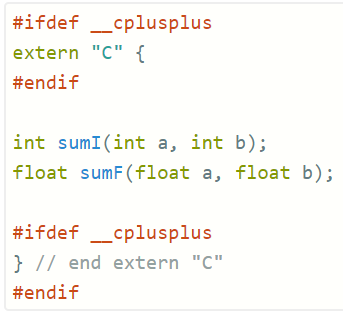 #ifdef __cplusplus
extern "C" {
#endif
int sumI(int a, int b);
float sumF(float a, float b);
#ifdef __cplusplus
} // end extern "C"
#endif